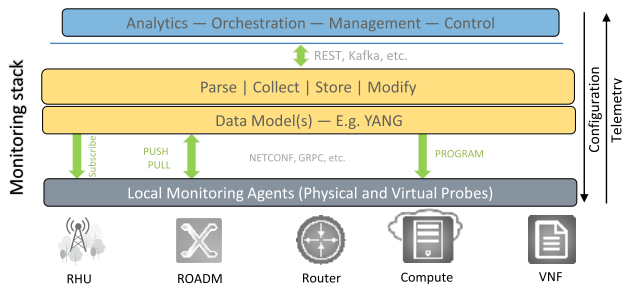 Analytics — Orchestration — Management — Control
REST, Kafka, etc.
Parse | Collect | Store | Modify
Data Model(s) — E.g. YANG
Subscribe
PUSH
PULL
NETCONF, GRPC, etc.
PROGRAM
Local Monitoring Agents (Physical and Virtual Probes)
Monitoring stack
Configuration
Telemetry
RHU
ROADM
Router
Compute
VNF